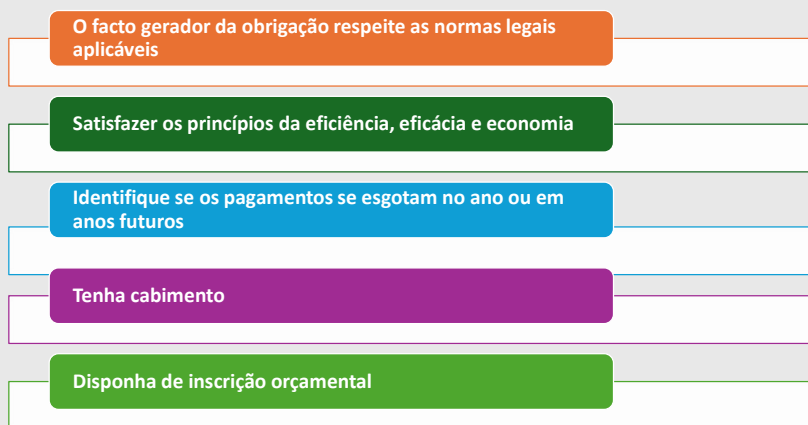 O facto gerador da obrigação respeite as normas legais
aplicáveis
Satisfazer os princípios da eficiência, eficácia e economia
Identifique se os pagamentos se esgotam no ano ou em
anos futuros
Tenha cabimento
Disponha de inscrição orçamental